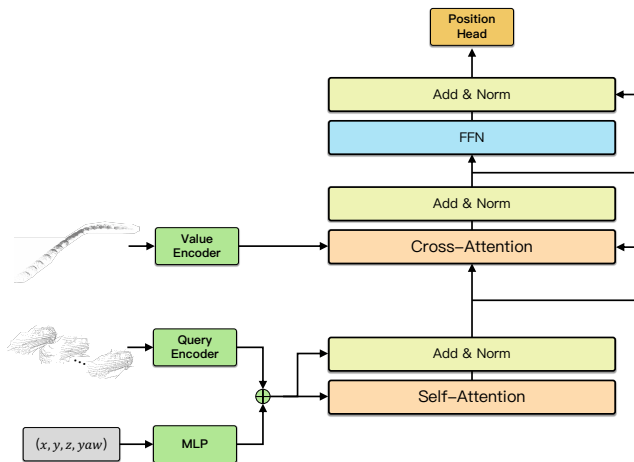 Position
Head
Add & Norm
FFN
Add & Norm
Value
Encoder
Cross-Attention
Query
Encoder
...
Add & Norm
Self-Attention
(x, y, z, yaw)
MLP